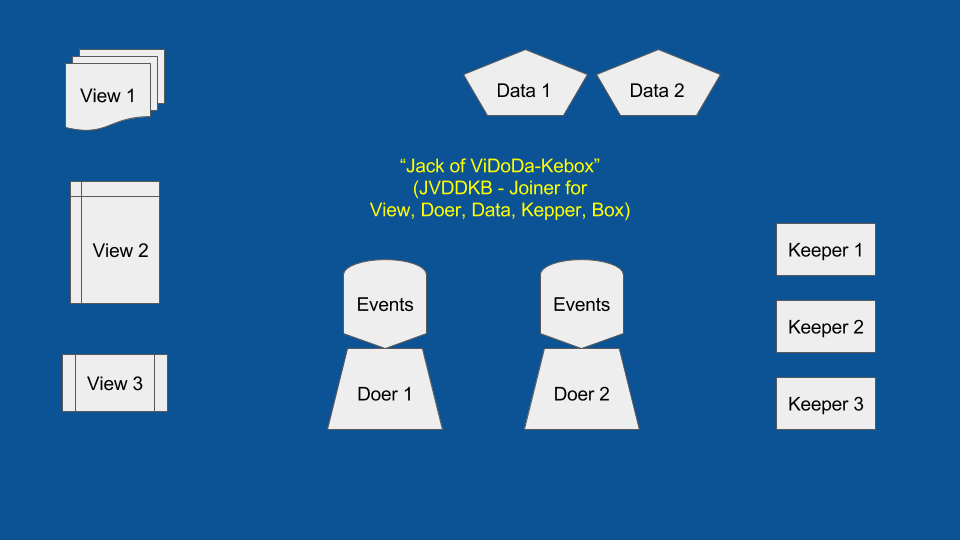 View 1
Data 1
Data 2
“Jack of ViDoDa-Kebox”
(JVDDKB - Joiner for
View, Doer, Data, Kepper, Box)
View 2
Keeper 1
Events
Events
Keeper 2
View 3
Doer 1
Doer 2
Keeper 3